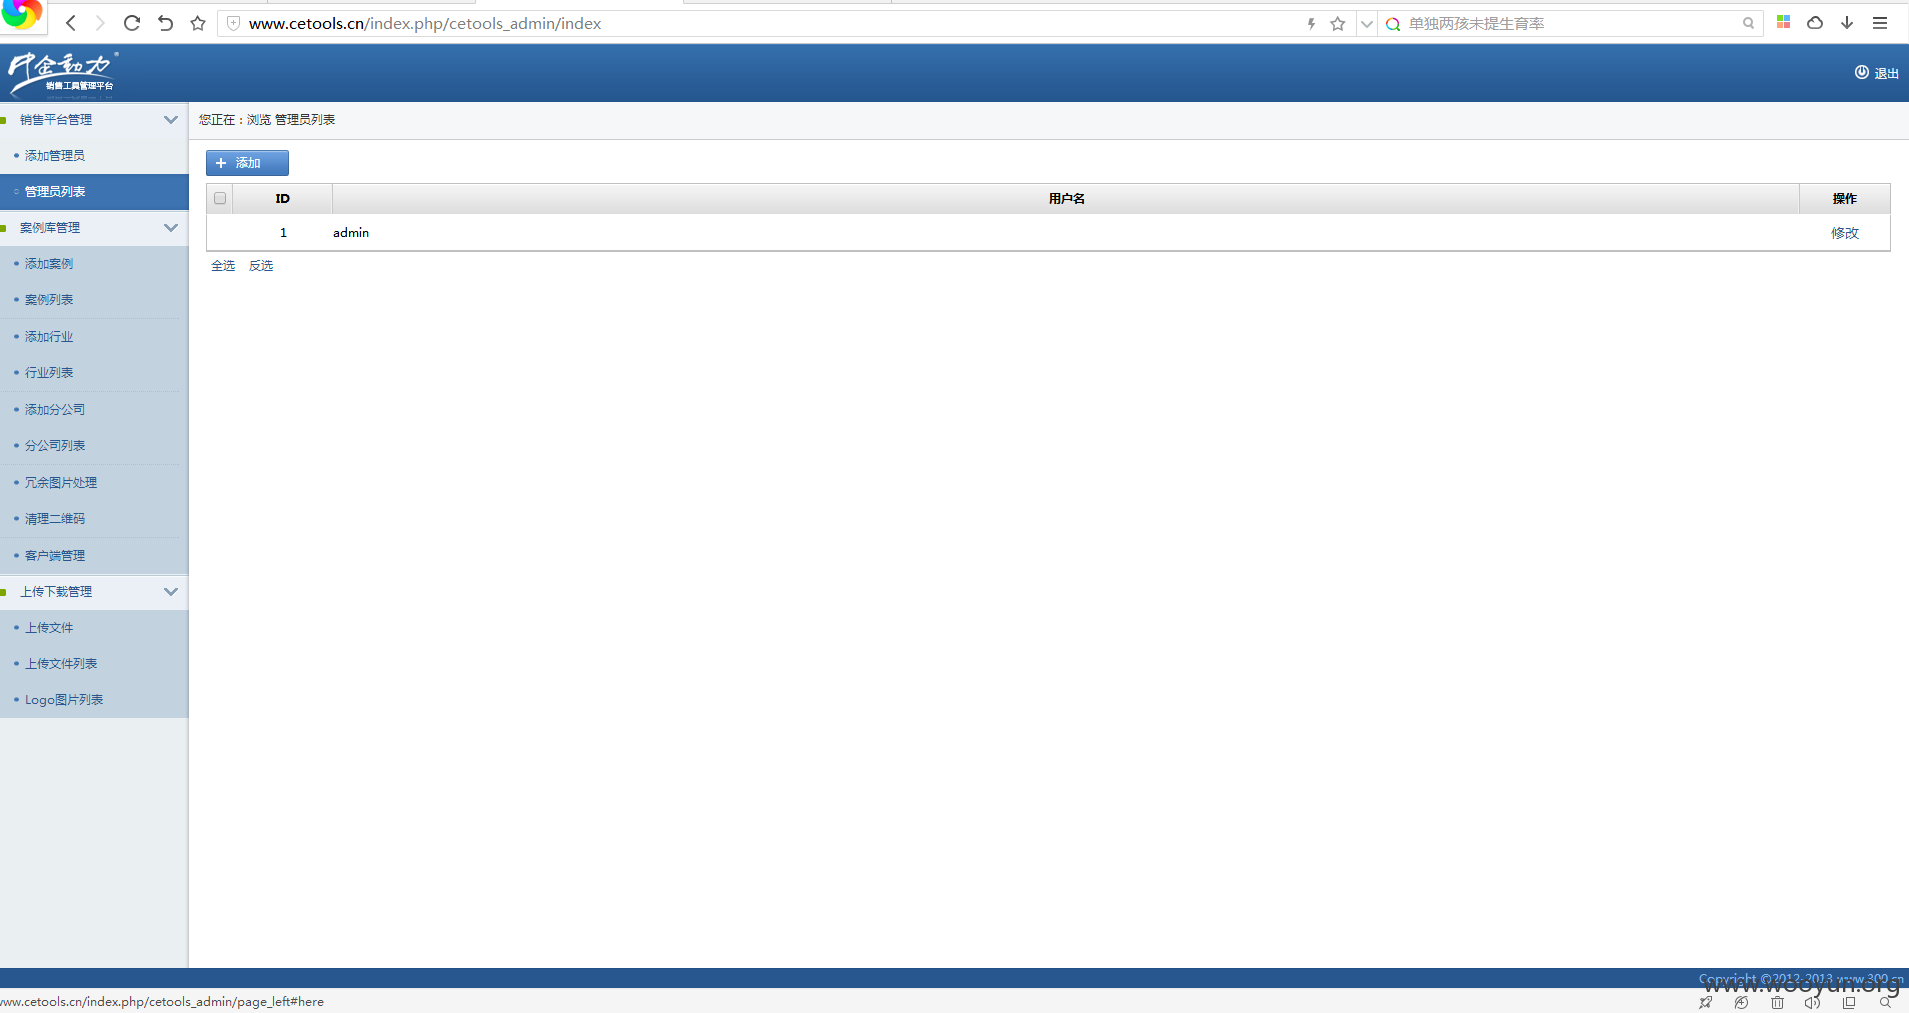 www.cetools.cn/index.php/cetools_admin/index
单独两孩未提生育率
中企動力
销售工具管理平台
退出
销售平台管理
添加管理员
管理员列表
案例库管理
添加案例
案例列表
添加行业
行业列表
添加分公司
分公司列表
冗余图片处理
清理二维码
客户端管理
上传下载管理
上传文件
上传文件列表
Logo图片列表
您正在：浏览 管理员列表
添加
ID 用户名 操作
1 admin 修改
全选 反选
Copyright ©2012-2013 www.300.cn
www.wooyun.org
www.cetools.cn/index.php/cetools_admin/page_left#here